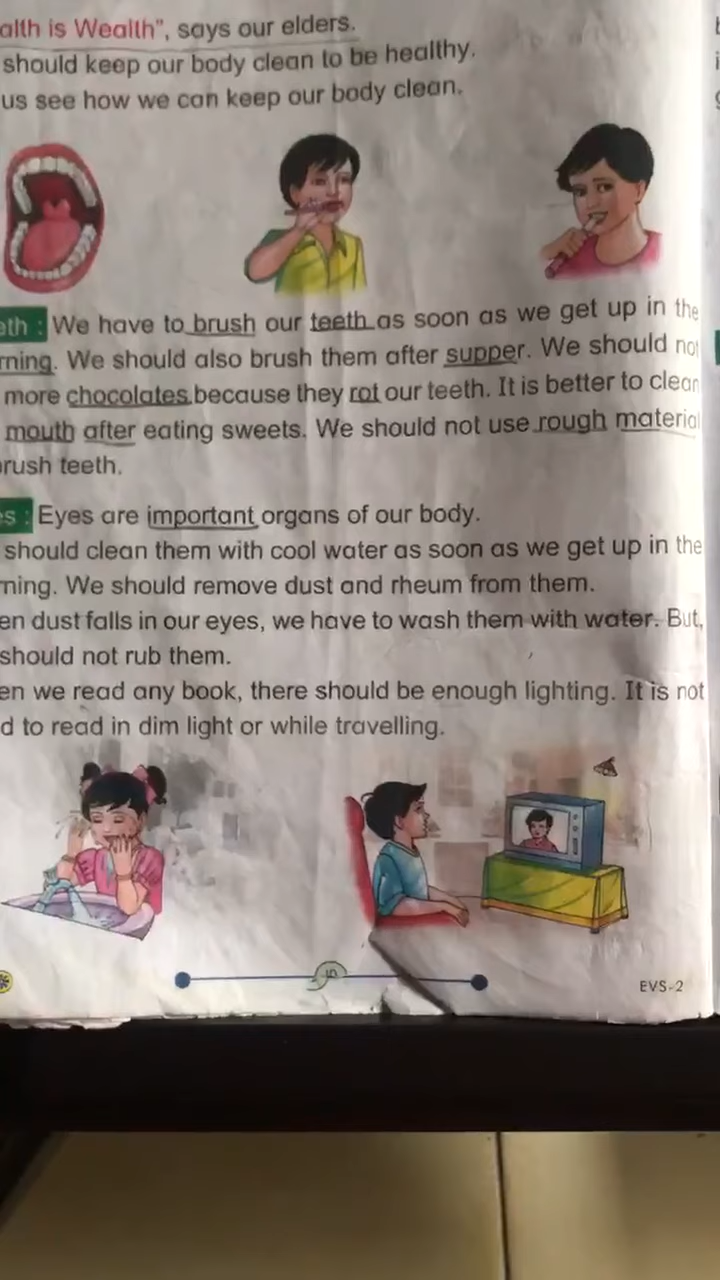 alth is Wealth", says our elders.
should keep our body clean to be healthy.
us see how we can keep our body clean.
eth : We have to brush our teeth as soon as we get up in the
rning. We should also brush them after supper. We should not
more chocolates because they rot our teeth. It is better to clean
mouth after eating sweets. We should not use rough material
brush teeth.
es : Eyes are important organs of our body.
should clean them with cool water as soon as we get up in the
rning. We should remove dust and rheum from them.
en dust falls in our eyes, we have to wash them with water. But,
should not rub them.
en we read any book, there should be enough lighting. It is not
d to read in dim light or while travelling.
EVS-2